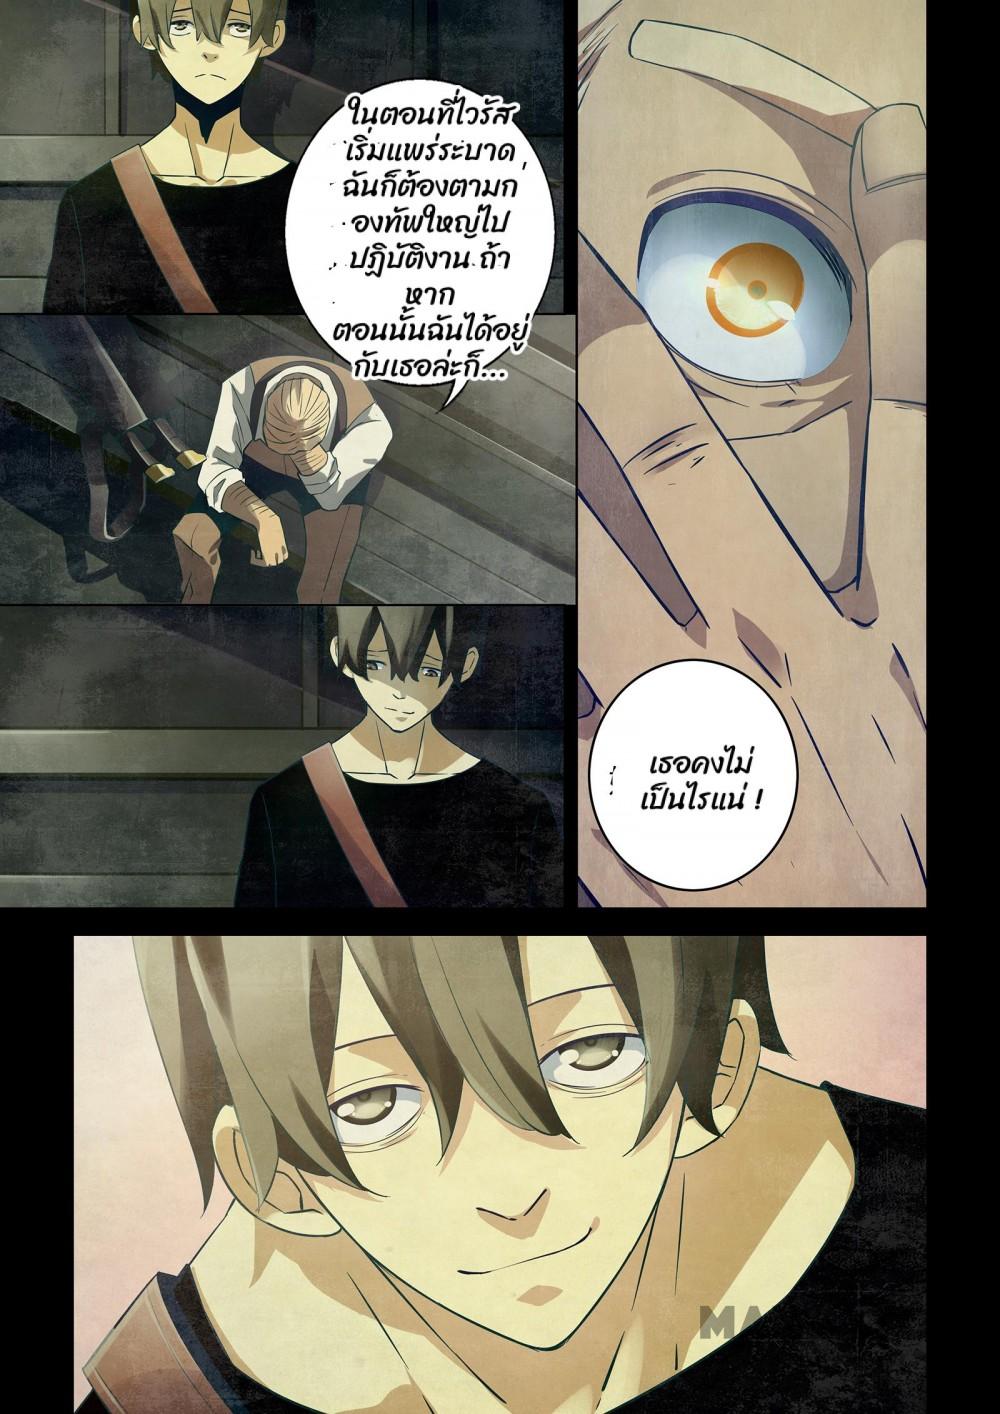 ในตอนที่ไวรัส
เริ่มแพร่ระบาด
ฉันก็ต้องตามก
องทัพใหญ่ไป
ปฏิบัติงาน ถ้า
หาก
ตอนนั้นฉันได้อยู่
กับเธอล่ะก็...
เธอคงไม่
เป็นไรแน่ !